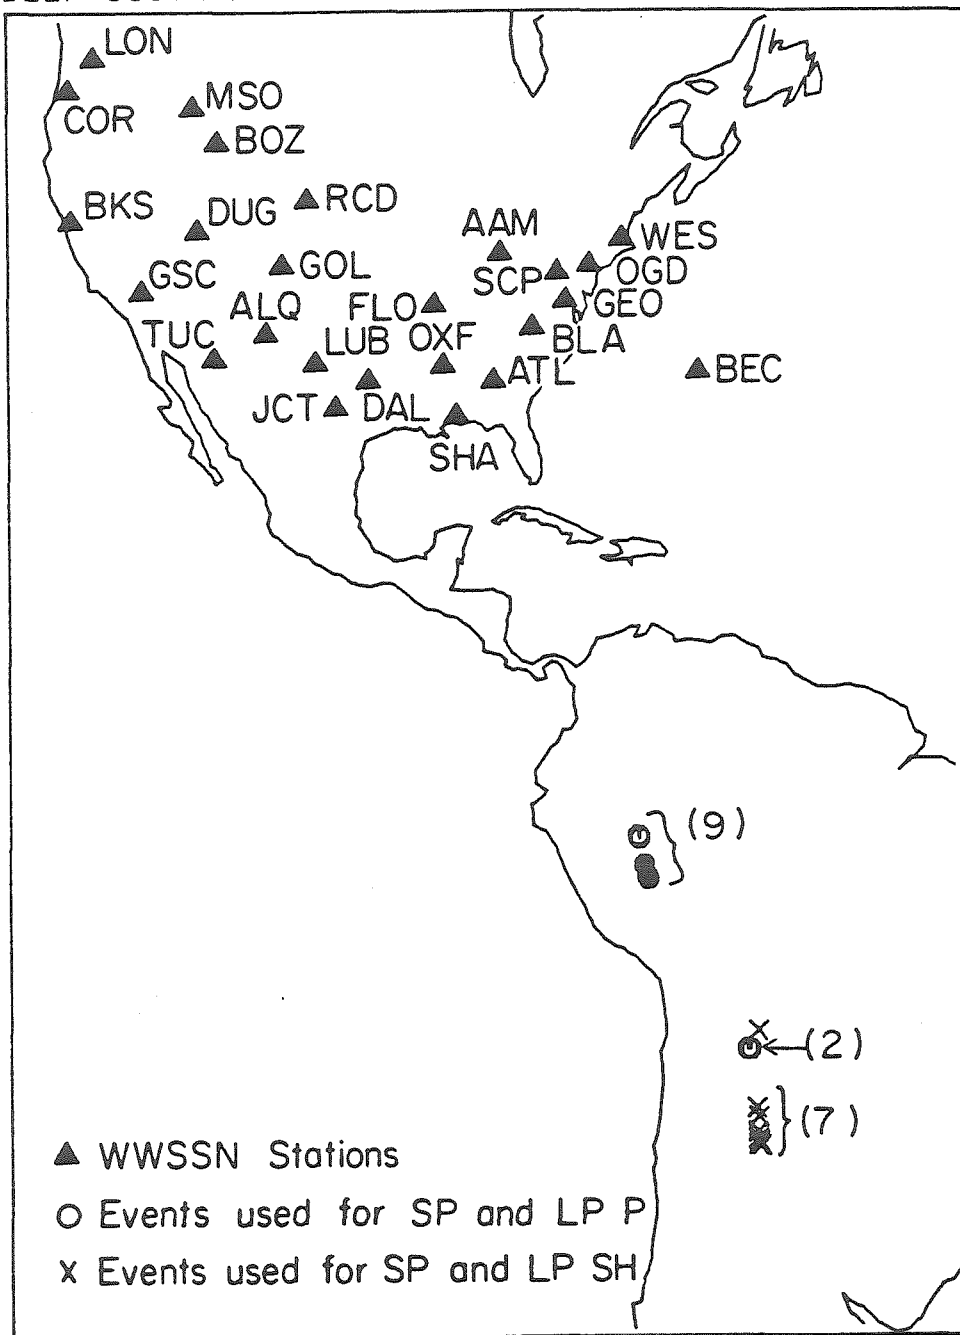 LON
MSO
COR
BOZ
BKS
DUG
RCD
AAM
WES
GSC
GOL
SCP
OGD
ALQ
FLO
GEO
TUC
LUB
OXF
BLA
ATL
BEC
JCT
DAL
SHA
(9)
(2)
(7)
WWSSN Stations
Events used for SP and LP P
Events used for SP and LP SH